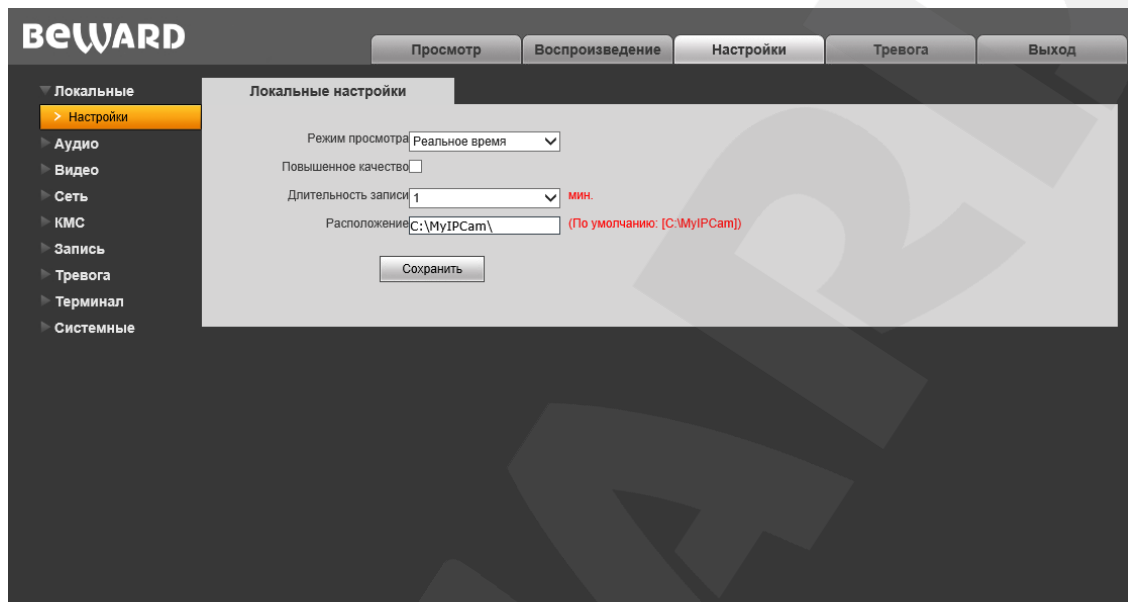 BEWARD
Просмотр Воспроизведение Настройки Тревога Выход
Локальные
> Настройки
Аудио
Видео
Сеть
КМС
Запись
Тревога
Терминал
Системные
Локальные настройки
Режим просмотра Реальное время
Повышенное качество
Длительность записи 1 мин.
Расположение C:\MyIPCam\ (По умолчанию: [C:\MyIPCam])
Сохранить